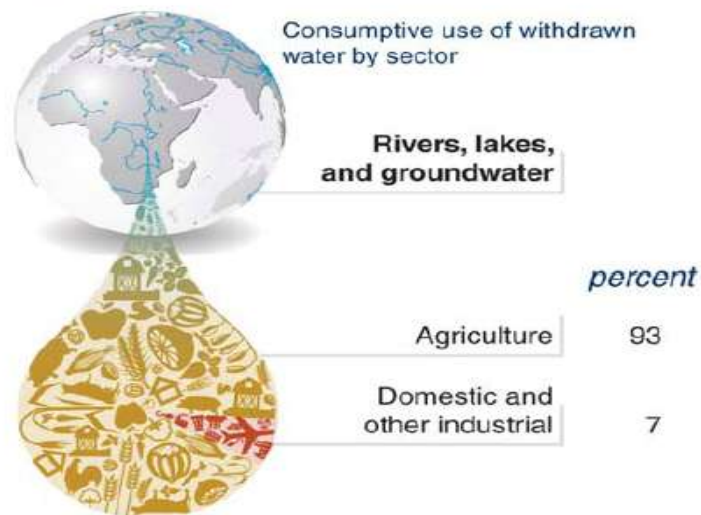 Consumptive use of withdrawn
water by sector
Rivers, lakes,
and groundwater
percent
Agriculture 93
Domestic and
other industrial 7